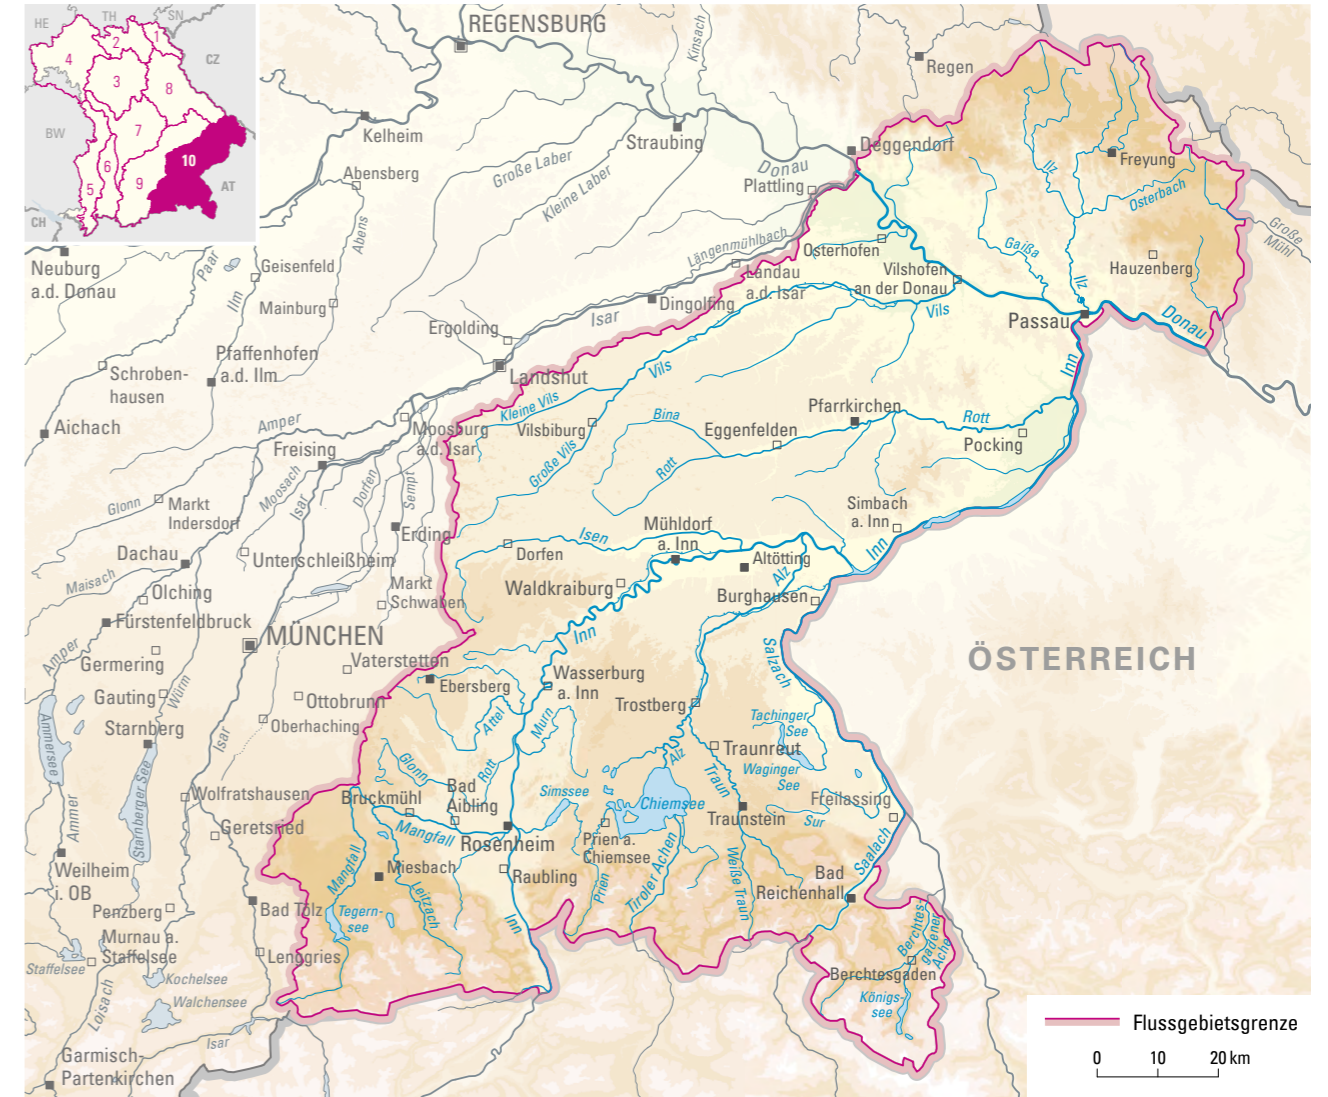 HE
TH
SN
CZ
BW
AT
CH
1
2
3
4
5
6
7
8
9
10
REGENSBURG
Kinsach
Regen
Kelheim
Straubing
Deggendorf
Freyung
Große Laber
Kleine Laber
Donau
Plattling
Ilz
Osterbach
Abensberg
Abens
Große
Mühl
Neuburg
a.d. Donau
Paar
Ilm
Geisenfeld
Mainburg
Längenmühlbach
Osterhofen
Gaißa
Hauzenberg
Landau
a.d. Isar
Vilshofen
an der Donau
Ilz
Dingolfing
Isar
Ergolding
Vils
Passau
Donau
Inn
Pfaffenhofen
a.d. Ilm
Schroben-
hausen
Landshut
Vils
Kleine Vils
Aichach
Amper
Moosburg
a.d. Isar
Vilsbiburg
Bina
Pfarrkirchen
Eggenfelden
Rott
Pocking
Freising
Moosach
Isar
Dorfen
Sempt
Große Vils
Rott
Glonn
Markt
Indersdorf
Simbach
a. Inn
Erding
Isen
Mühldorf
a. Inn
Inn
Dachau
Unterschleißheim
Dorfen
Altötting
Maisach
Olching
Markt
Schwaben
Waldkraiburg
Alz
Burghausen
Fürstenfeldbruck
MÜNCHEN
Inn
Salzach
ÖSTERREICH
Amper
Germering
Vaterstetten
Ebersberg
Wasserburg
a. Inn
Gauting
Würm
Ottobrunn
Trostberg
Attel
Murn
Tachinger
See
Starnberg
Oberhaching
Isar
Ammersee
Alz
Traunreut
Waginger
See
Glonn
Rott
Traun
Starnberger See
Wolfratshausen
Bruckmühl
Bad
Aibling
Simssee
Chiemsee
Freilassing
Ammer
Geretsried
Mangfall
Rosenheim
Prien a.
Chiemsee
Traunstein
Sur
Weilheim
i. OB
Mangfall
Miesbach
Raubling
Saalach
Leitzach
Prien
Tiroler Achen
Weiße Traun
Bad
Reichenhall
Penzberg
Bad Tölz
Tegern-
see
Inn
Murnau a.
Staffelsee
Staffelsee
Lenggries
Berchtes-
gadener
Ache
Berchtesgaden
Kochelsee
Walchensee
Königs-
see
Loisach
Isar
Garmisch-
Partenkirchen
Flussgebietsgrenze
0 10 20 km